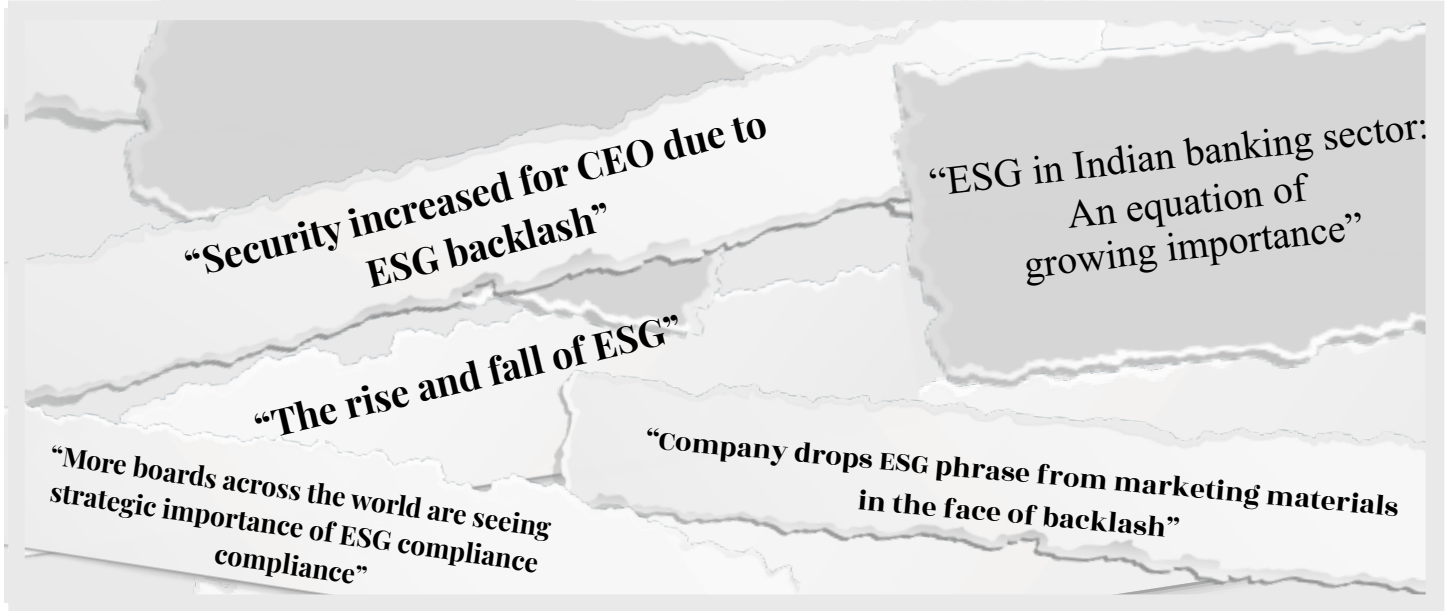 “Security increased for CEO due to
ESG backlash”
“ESG in Indian banking sector:
An equation of
growing importance”
“The rise and fall of ESG”
“More boards across the world are seeing
strategic importance of ESG compliance
compliance”
“Company drops ESG phrase from marketing materials
in the face of backlash”